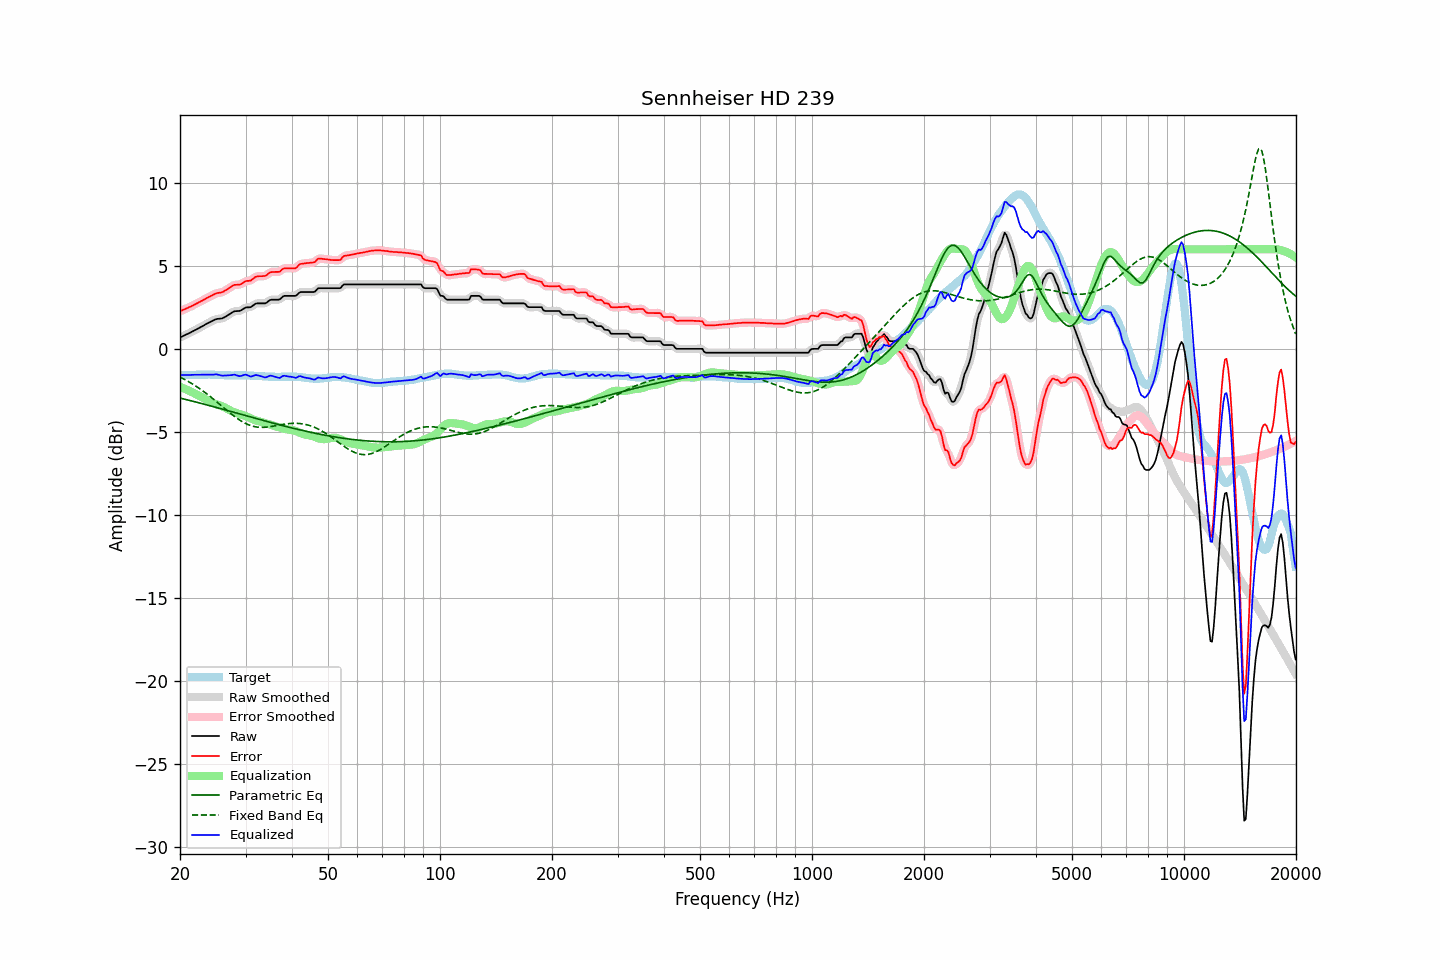 Sennheiser HD 239
Amplitude (dBr)
10
5
0
−5
−10
−15
−20
−25
−30
Target
Raw Smoothed
Error Smoothed
Raw
Error
Equalization
Parametric Eq
Fixed Band Eq
Equalized
20 50 100 200 500 1000 2000 5000 10000 20000
Frequency (Hz)